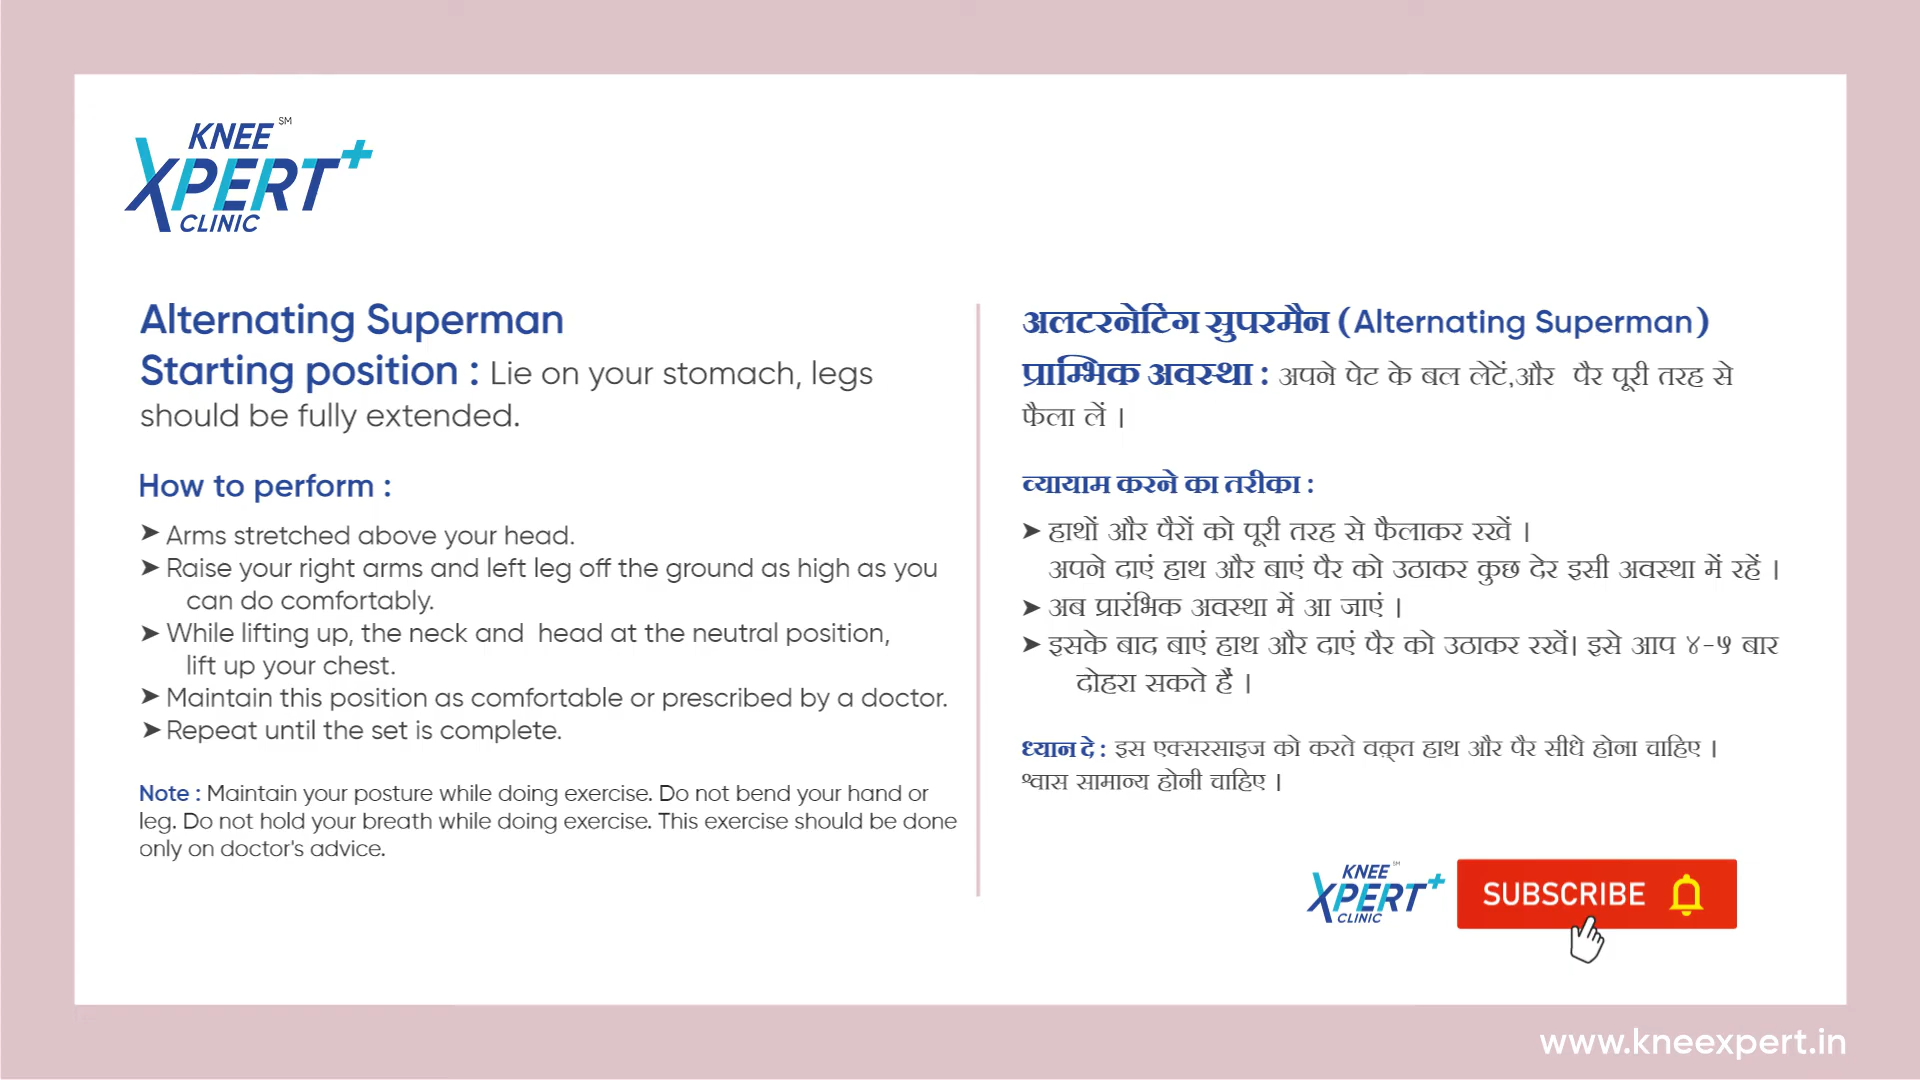 KNEE SM
XPERT+
CLINIC
Alternating Superman
Starting position : Lie on your stomach, legs
should be fully extended.
How to perform :
➤ Arms stretched above your head.
➤ Raise your right arms and left leg off the ground as high as you
can do comfortably.
➤ While lifting up, the neck and head at the neutral position,
lift up your chest.
➤ Maintain this position as comfortable or prescribed by a doctor.
➤ Repeat until the set is complete.
Note : Maintain your posture while doing exercise. Do not bend your hand or
leg. Do not hold your breath while doing exercise. This exercise should be done
only on doctor's advice.
अलटरनेटिंग सुपरमैन (Alternating Superman)
प्राम्भिक अवस्था : अपने पेट के बल लेटें,और पैर पूरी तरह से
फैला लें ।
व्यायाम करने का तरीका :
➤ हाथों और पैरों को पूरी तरह से फैलाकर रखें ।
अपने दाएं हाथ और बाएं पैर को उठाकर कुछ देर इसी अवस्था में रहें ।
➤ अब प्रारंभिक अवस्था में आ जाएं ।
➤ इसके बाद बाएं हाथ और दाएं पैर को उठाकर रखें। इसे आप ४-५ बार
दोहरा सकते हैं ।
ध्यान दे : इस एक्सरसाइज को करते वक़्त हाथ और पैर सीधे होना चाहिए ।
श्वास सामान्य होनी चाहिए ।
KNEE SM
XPERT+
CLINIC
SUBSCRIBE
www.kneexpert.in